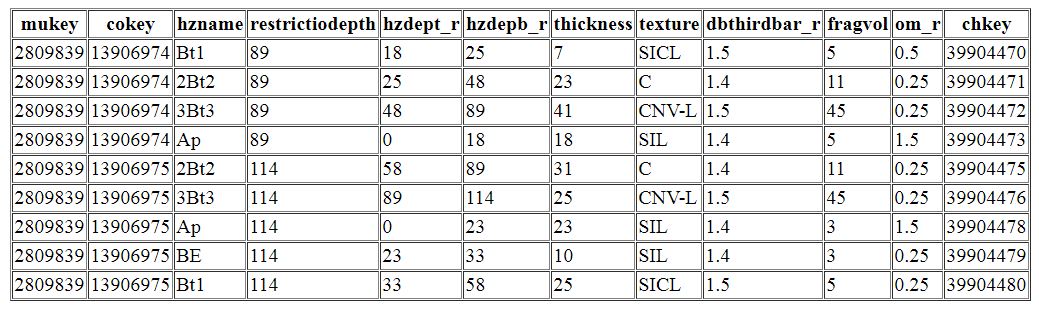 mukey cokey hzname restrictiodepth hzdept_r hzdepb_r thickness texture dbthirdbar_r fragvol om_r chkey
2809839 13906974 Bt1 89 18 25 7 SICL 1.5 5 0.5 39904470
2809839 13906974 2Bt2 89 25 48 23 C 1.4 11 0.25 39904471
2809839 13906974 3Bt3 89 48 89 41 CNV-L 1.5 45 0.25 39904472
2809839 13906974 Ap 89 0 18 18 SIL 1.4 5 1.5 39904473
2809839 13906975 2Bt2 114 58 89 31 C 1.4 11 0.25 39904475
2809839 13906975 3Bt3 114 89 114 25 CNV-L 1.5 45 0.25 39904476
2809839 13906975 Ap 114 0 23 23 SIL 1.4 3 1.5 39904478
2809839 13906975 BE 114 23 33 10 SIL 1.4 3 0.25 39904479
2809839 13906975 Bt1 114 33 58 25 SICL 1.5 5 0.25 39904480